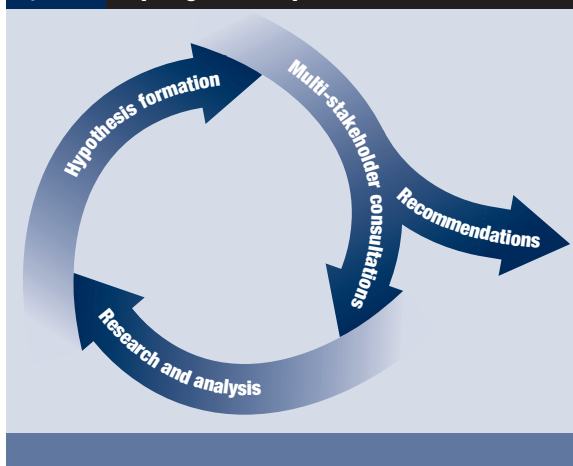 Hypothesis formation
Multi-stakeholder consultations
Recommendations
Research and analysis